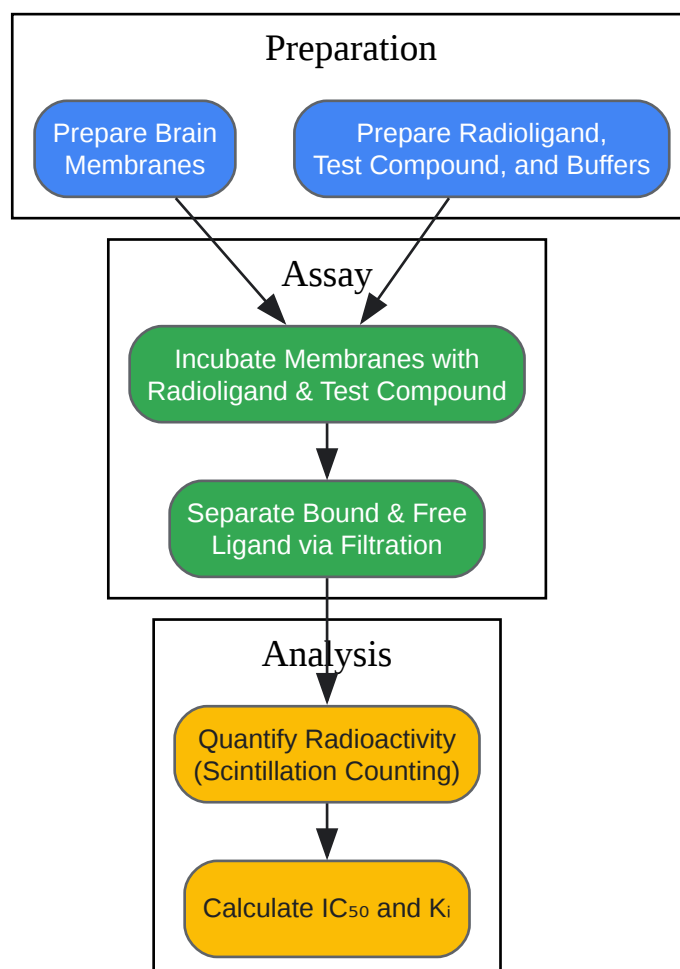 Preparation
Prepare Brain
Membranes
Prepare Radioligand,
Test Compound, and Buffers
Assay
Incubate Membranes with
Radioligand & Test Compound
Separate Bound & Free
Ligand via Filtration
Analysis
Quantify Radioactivity
(Scintillation Counting)
Calculate IC₅₀ and Kᵢ